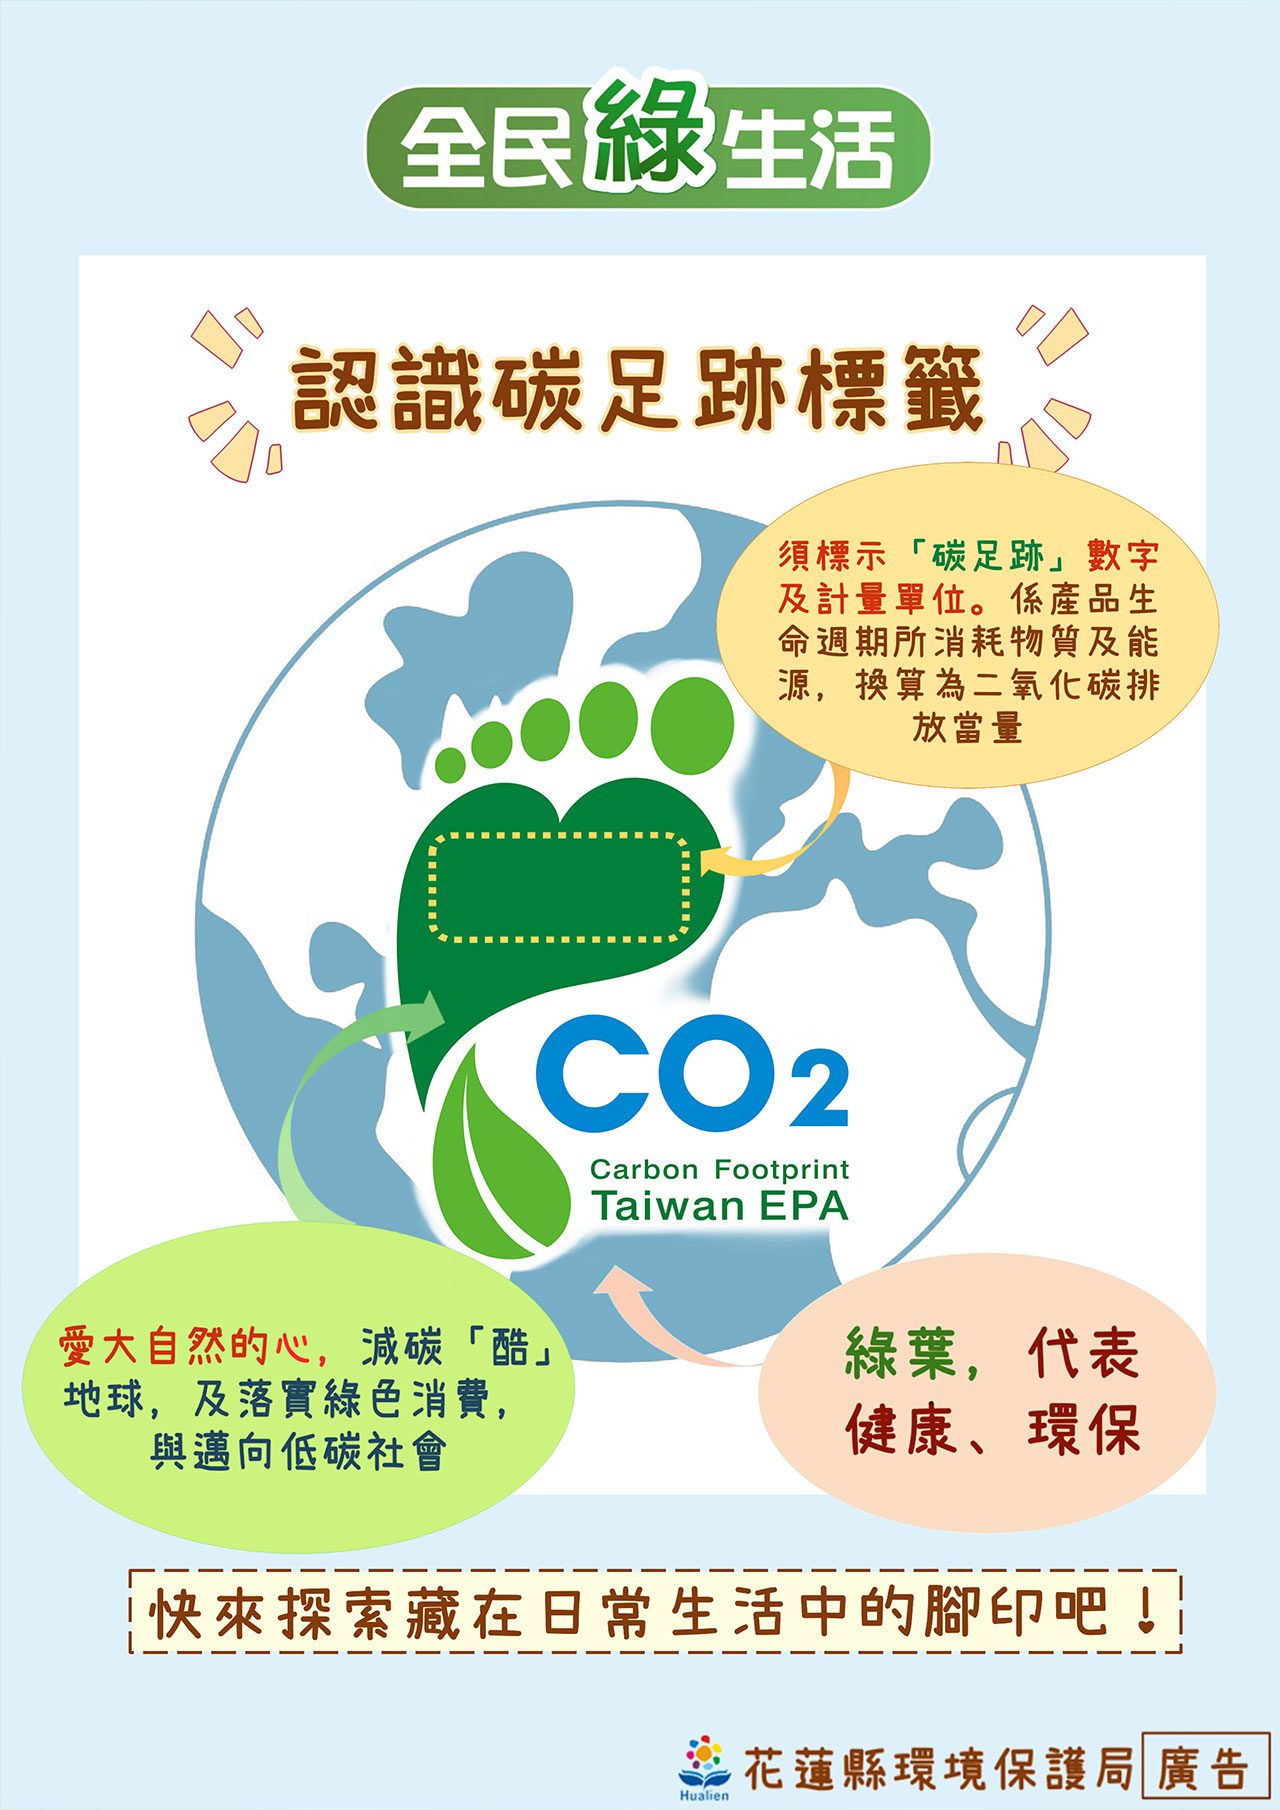 全民綠生活
認識碳足跡標籤
須標示「碳足跡」數字
及計量單位。係產品生
命週期所消耗物質及能
源，換算為二氧化碳排
放當量
CO2
Carbon Footprint
Taiwan EPA
愛大自然的心，減碳「酷」
地球，及落實綠色消費，
與邁向低碳社會
綠葉，代表
健康、環保
快來探索藏在日常生活中的腳印吧！
Hualien
花蓮縣環境保護局 廣告